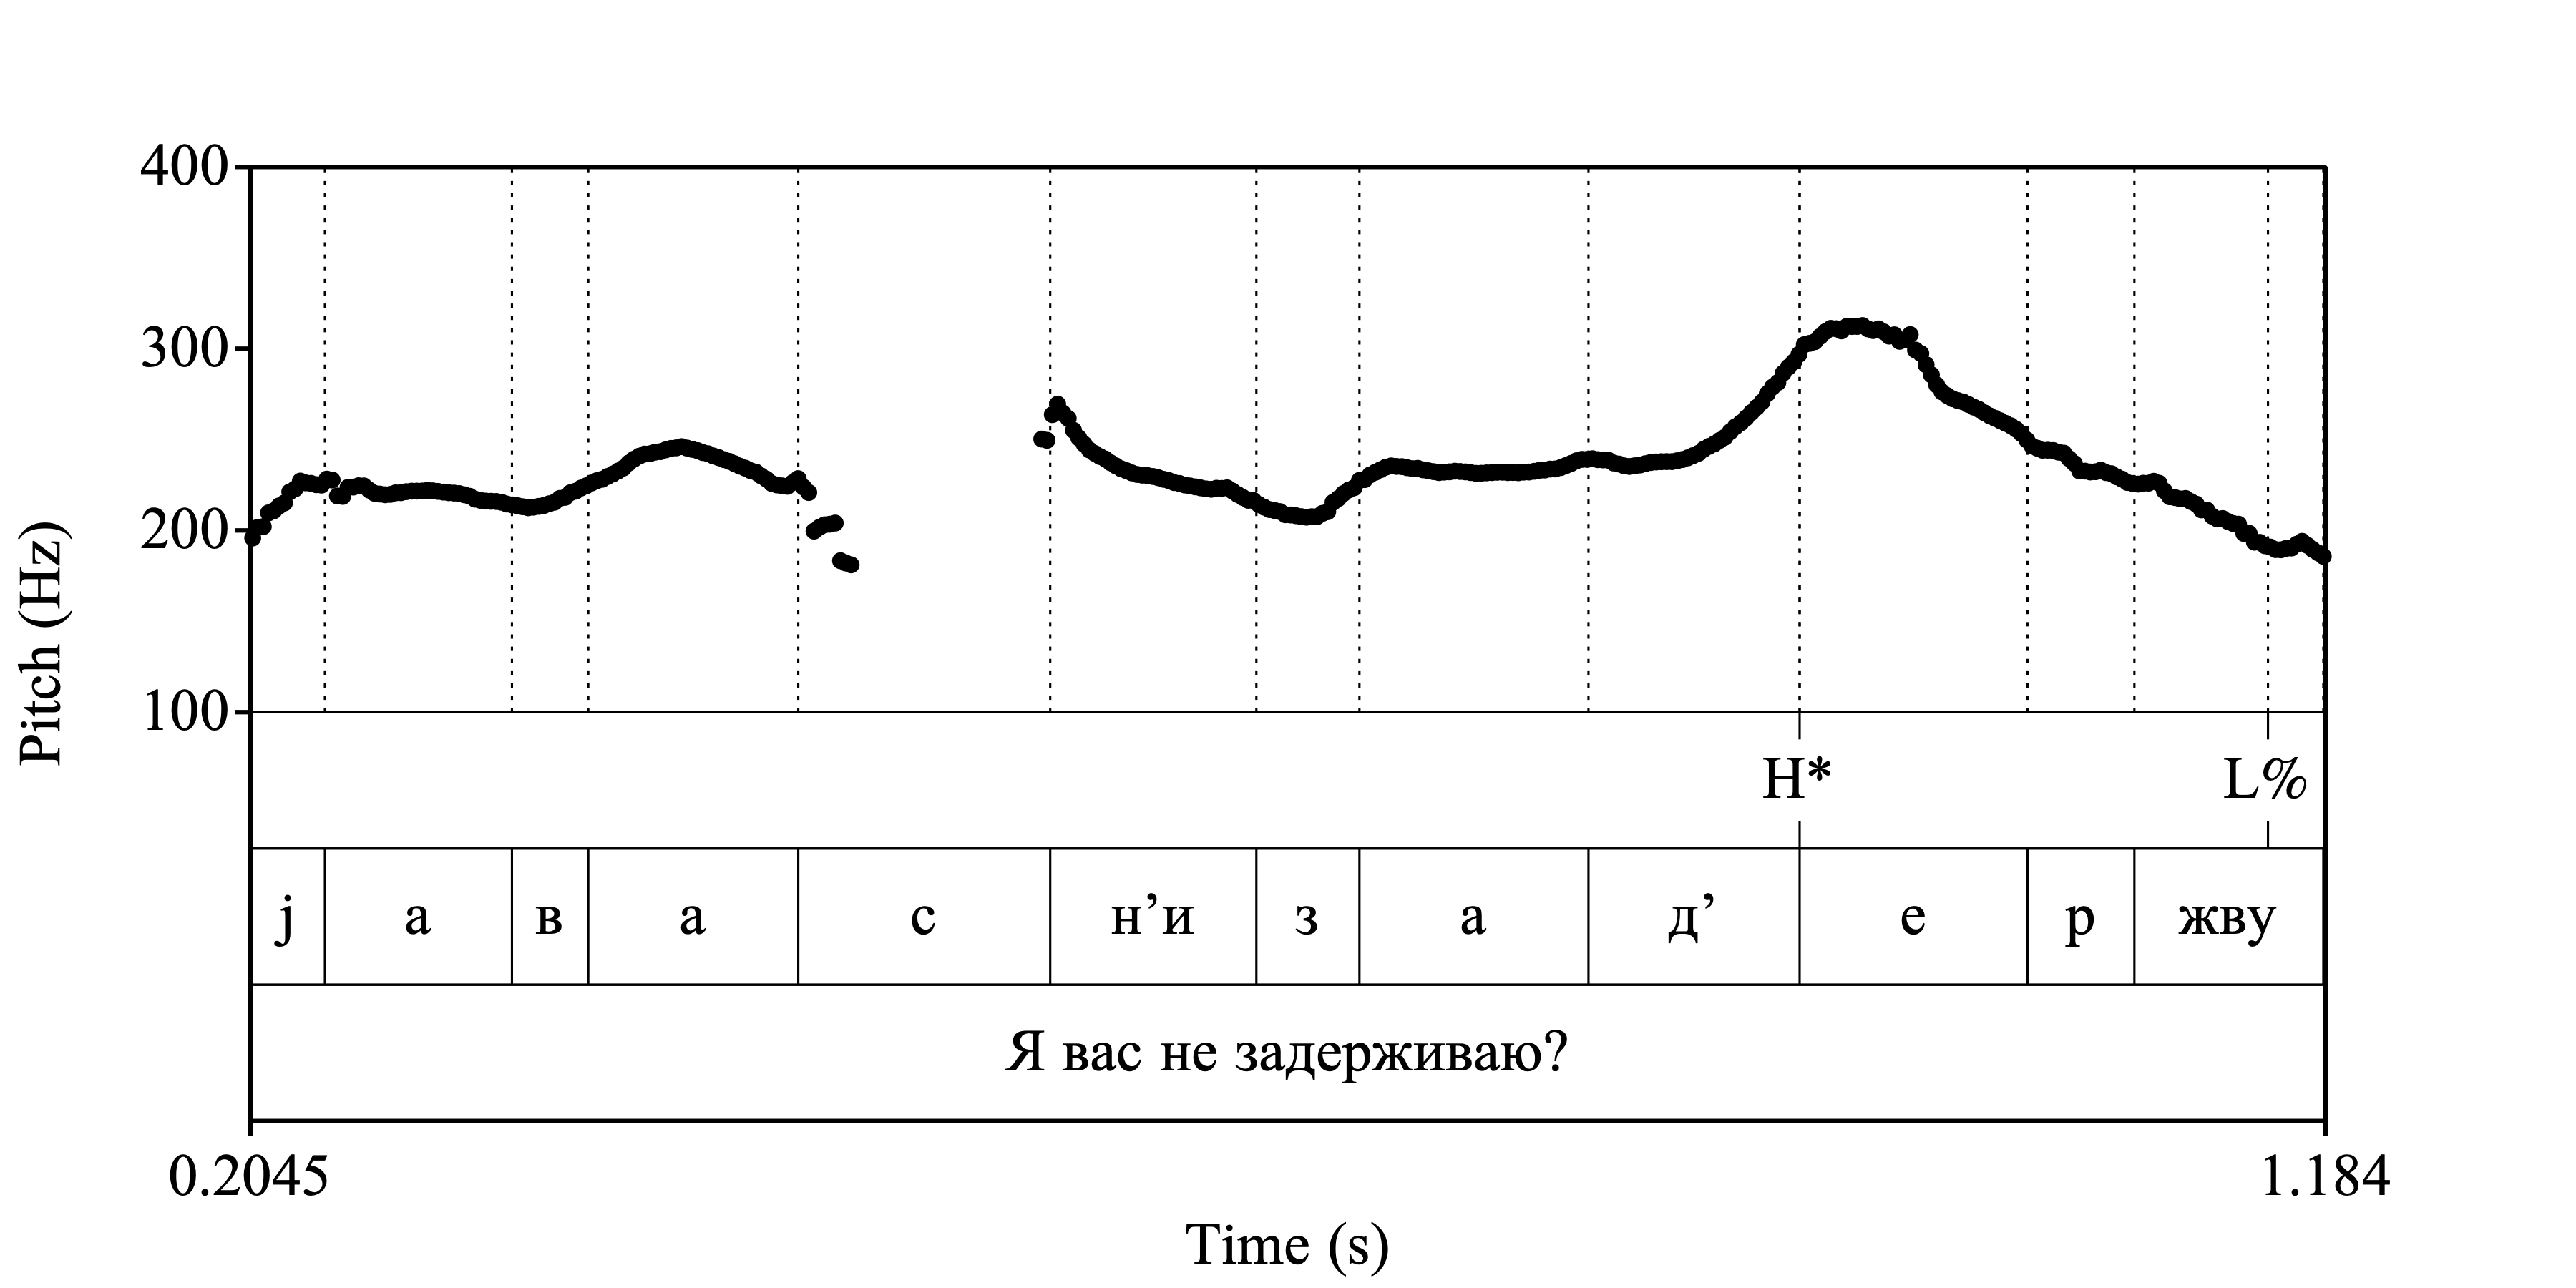 400
300
200
100
Pitch (Hz)
H* L%
j а в а с н’и з а д’ е р жву
Я вас не задерживаю?
0.2045 1.184
Time (s)